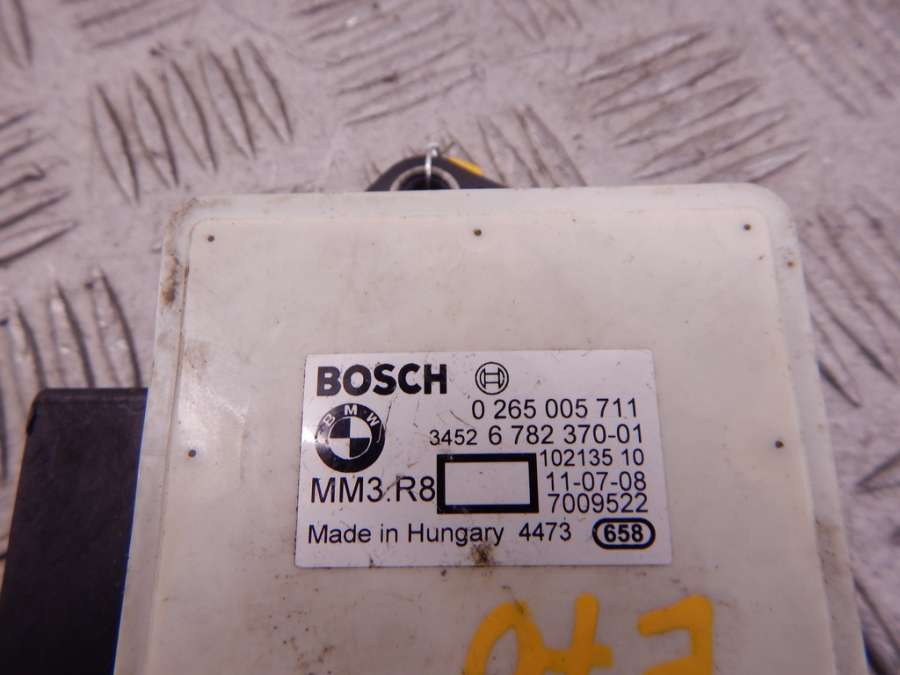 BOSCH
0 265 005 711
BMW
3452 6 782 370-01
102135 10
MM3.R8
11-07-08
7009522
Made in Hungary 4473 658